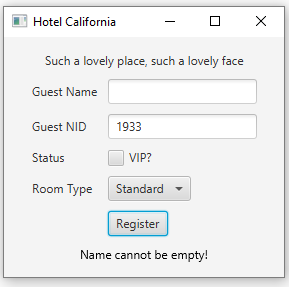 Hotel California
Such a lovely place, such a lovely face
Guest Name
Guest NID 1933
Status VIP?
Room Type Standard
Register
Name cannot be empty!